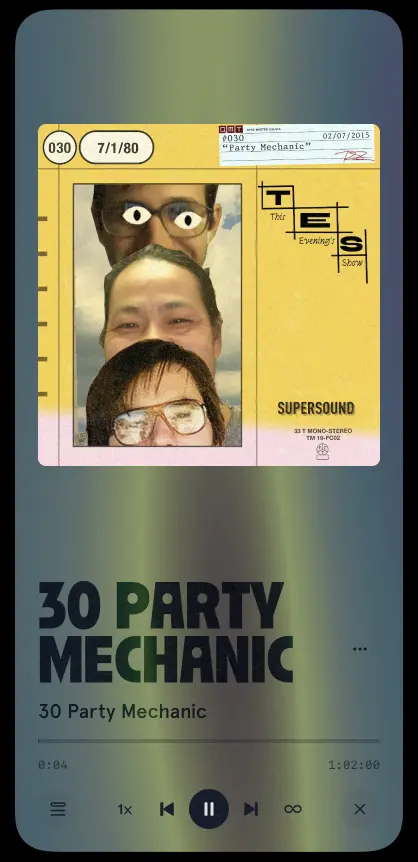 030
7/1/80
OMT
#030
02/07/2015
"Party Mechanic"
T
This
E
Evening's
S
Show
SUPERSOUND
33 T MONO-STEREO
TM 19-FC02
30 PARTY
MECHANIC
30 Party Mechanic
0:04
1:02:00
1x